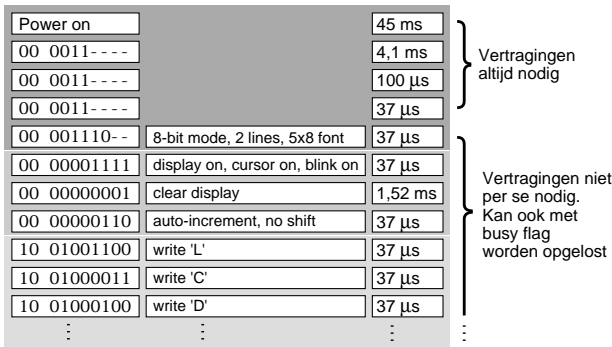 Power on 45 ms
00 0011---- 4,1 ms
00 0011---- 100 µs
00 0011---- 37 µs
Vertragingen
altijd nodig
00 001110-- 8-bit mode, 2 lines, 5x8 font 37 µs
00 00001111 display on, cursor on, blink on 37 µs
00 00000001 clear display 1,52 ms
00 00000110 auto-increment, no shift 37 µs
10 01001100 write 'L' 37 µs
10 01000011 write 'C' 37 µs
10 01000100 write 'D' 37 µs
Vertragingen niet
per se nodig.
Kan ook met
busy flag
worden opgelost